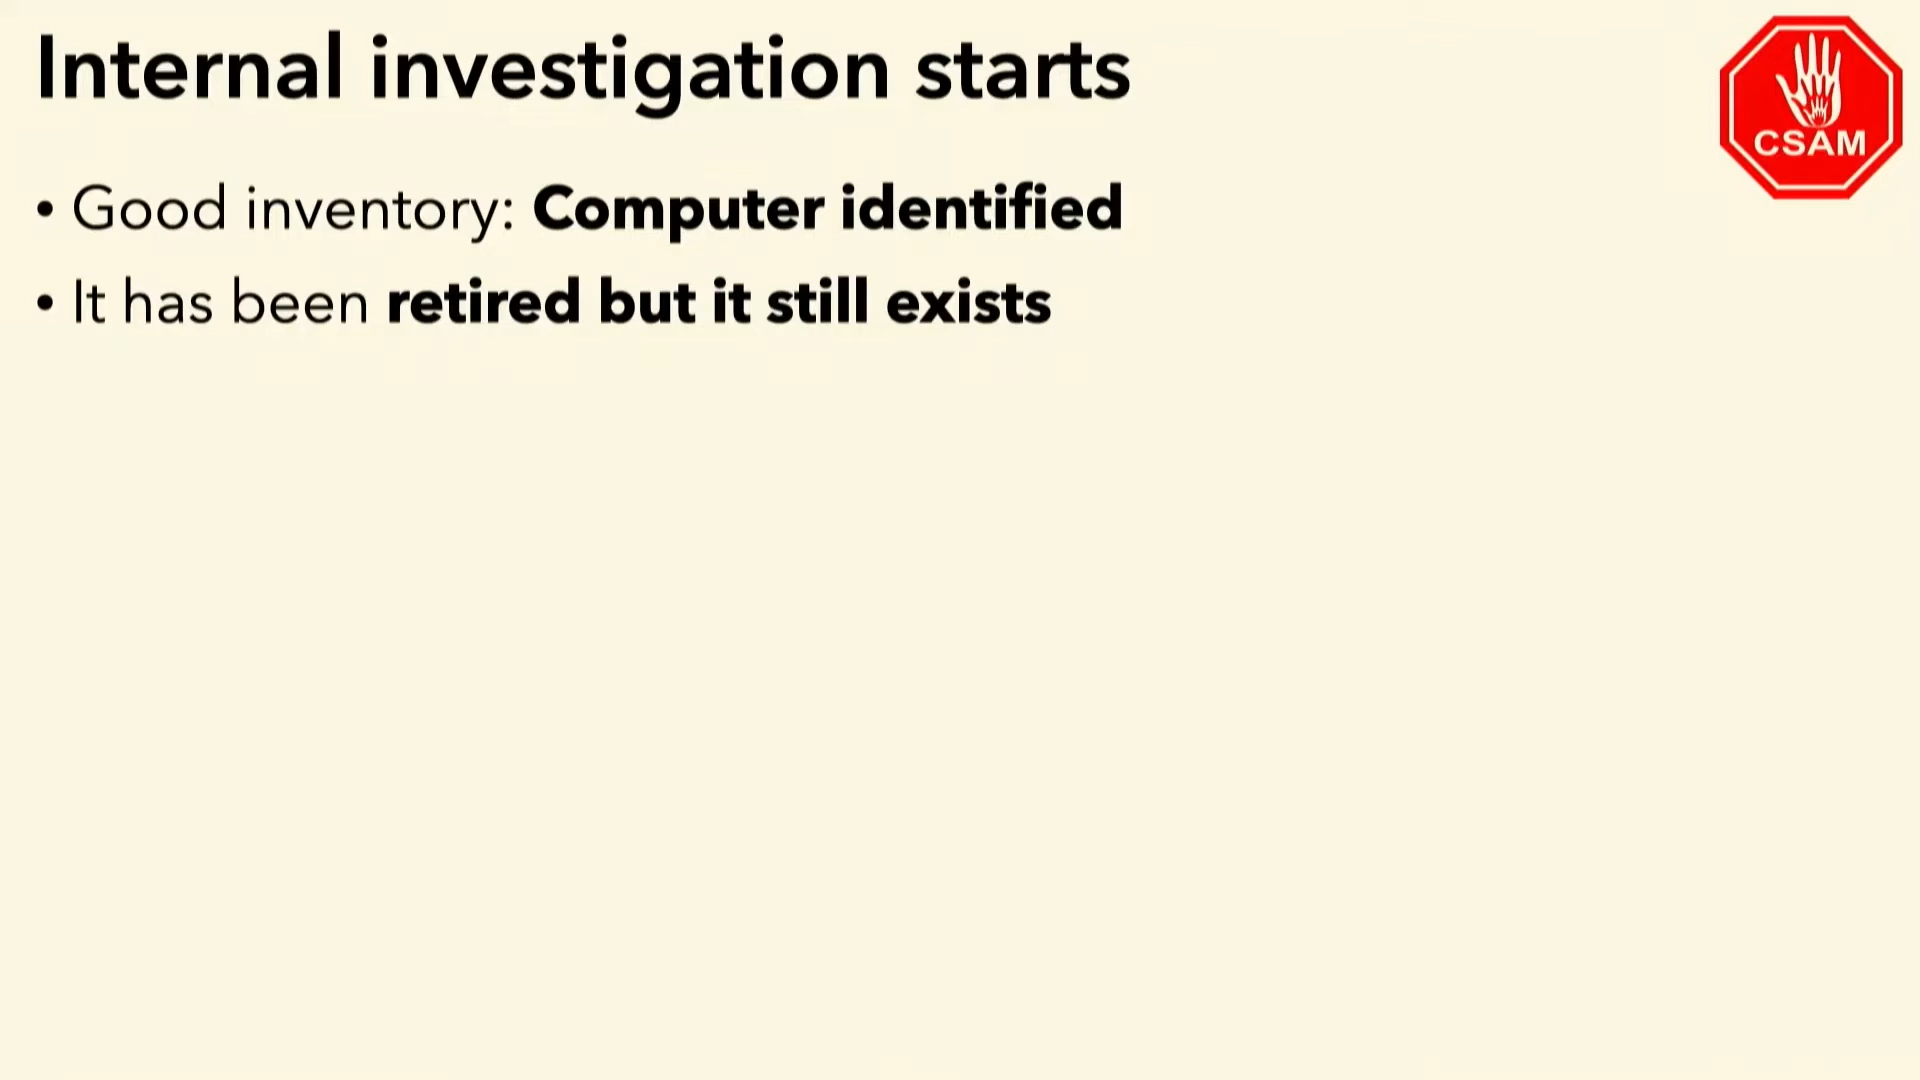 Internal investigation starts
CSAM
• Good inventory: Computer identified
• It has been retired but it still exists